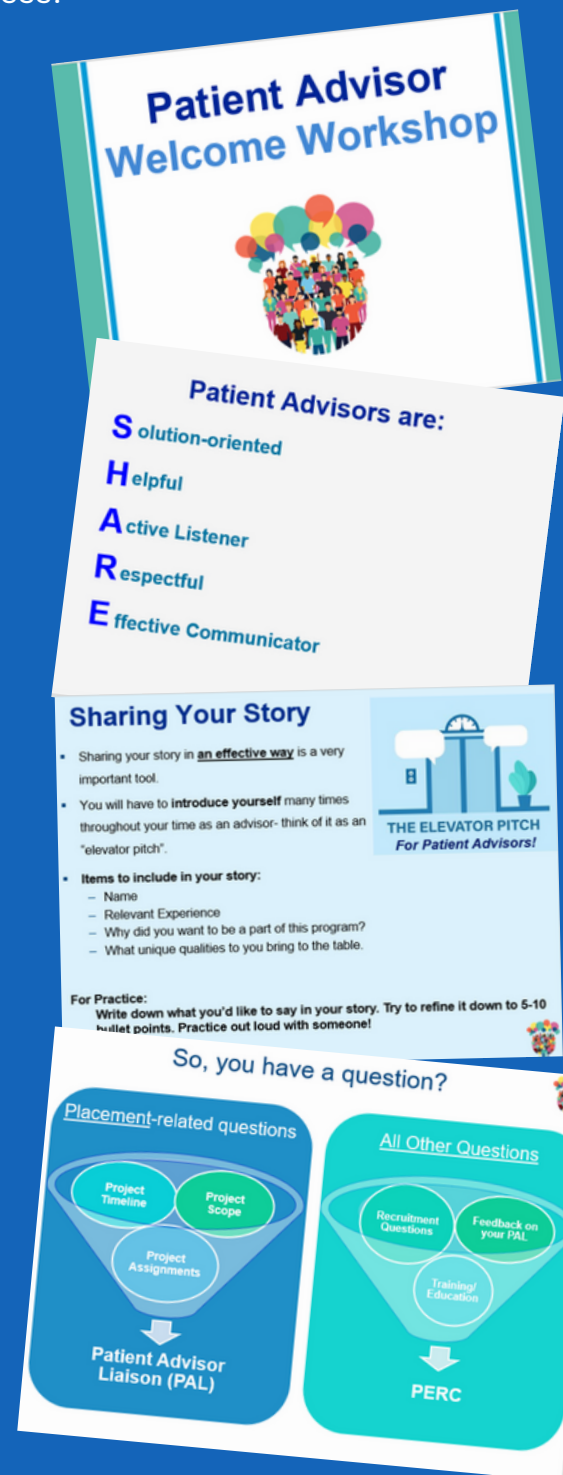 Patient Advisor
Welcome Workshop
Patient Advisors are:
S olution-oriented
H elpful
A ctive Listener
R espectful
E ffective Communicator
Sharing Your Story
▪ Sharing your story in an effective way is a very
important tool.
▪ You will have to introduce yourself many times
throughout your time as an advisor- think of it as an
"elevator pitch".
▪ Items to include in your story:
– Name
– Relevant Experience
– Why did you want to be a part of this program?
– What unique qualities to you bring to the table.
THE ELEVATOR PITCH
For Patient Advisors!
For Practice:
Write down what you'd like to say in your story. Try to refine it down to 5-10
bullet points. Practice out loud with someone!
So, you have a question?
Placement-related questions
Project
Timeline
Project
Scope
Project
Assignments
Patient Advisor
Liaison (PAL)
All Other Questions
Recruitment
Questions
Feedback on
your PAL
Training/
Education
PERC